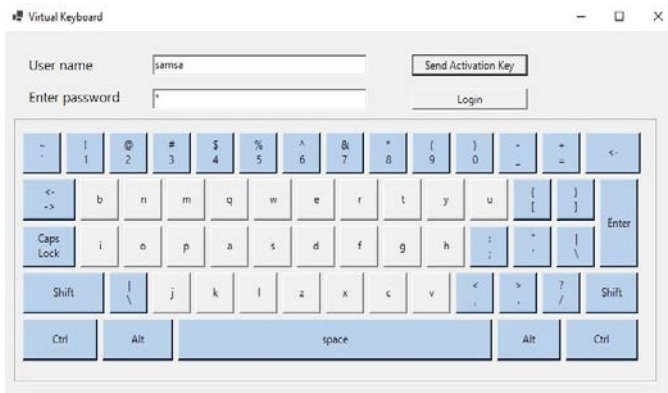 Virtual Keyboard
User name samsa Send Activation Key
Enter password * Login
~ ! @ # $ % ^ & * ( ) - + <-
` 1 2 3 4 5 6 7 8 9 0 _ =
<- b n m q w e r t y u { }
-> [ ]
Enter
Caps i o p a s d f g h : " |
Lock ; ' \
Shift | j k l z x c v < > ? Shift
\ , . /
Ctrl Alt space Alt Ctrl